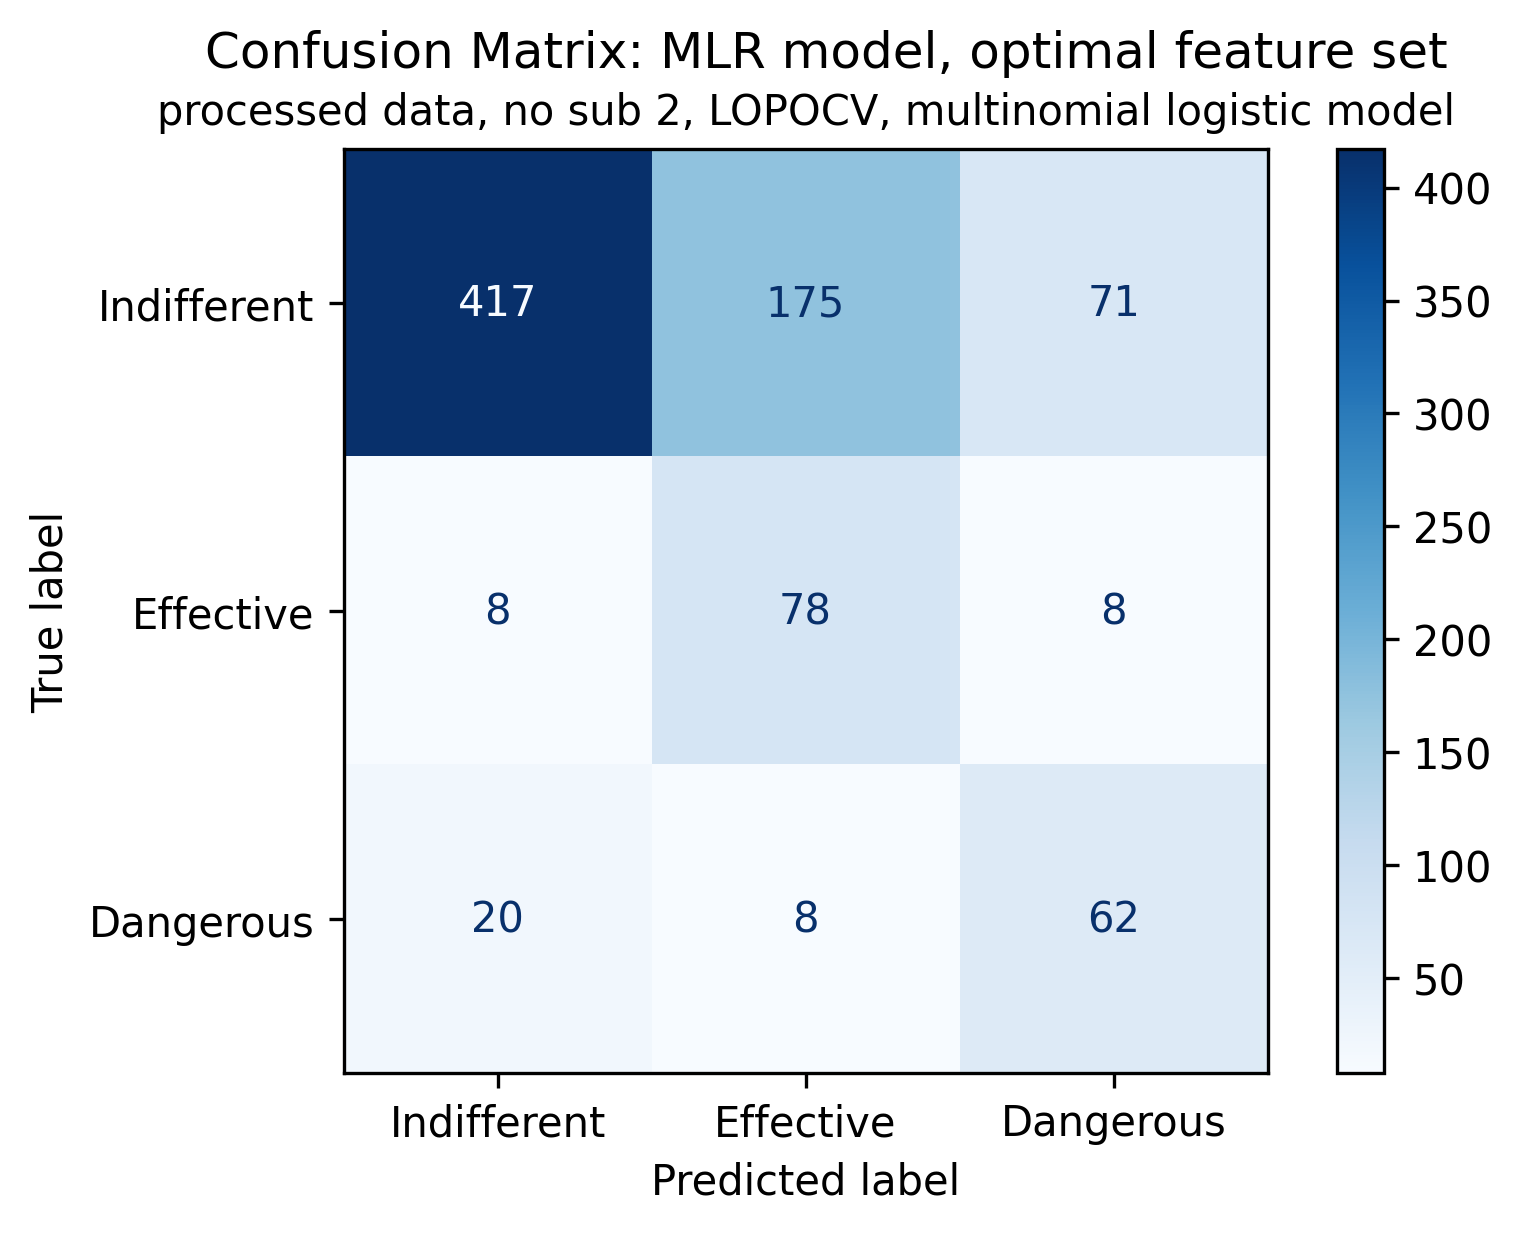 Confusion Matrix: MLR model, optimal feature set
processed data, no sub 2, LOPOCV, multinomial logistic model
True label
Indifferent
417
175
71
Effective
8
78
8
Dangerous
20
8
62
Indifferent
Effective
Dangerous
Predicted label
400
350
300
250
200
150
100
50